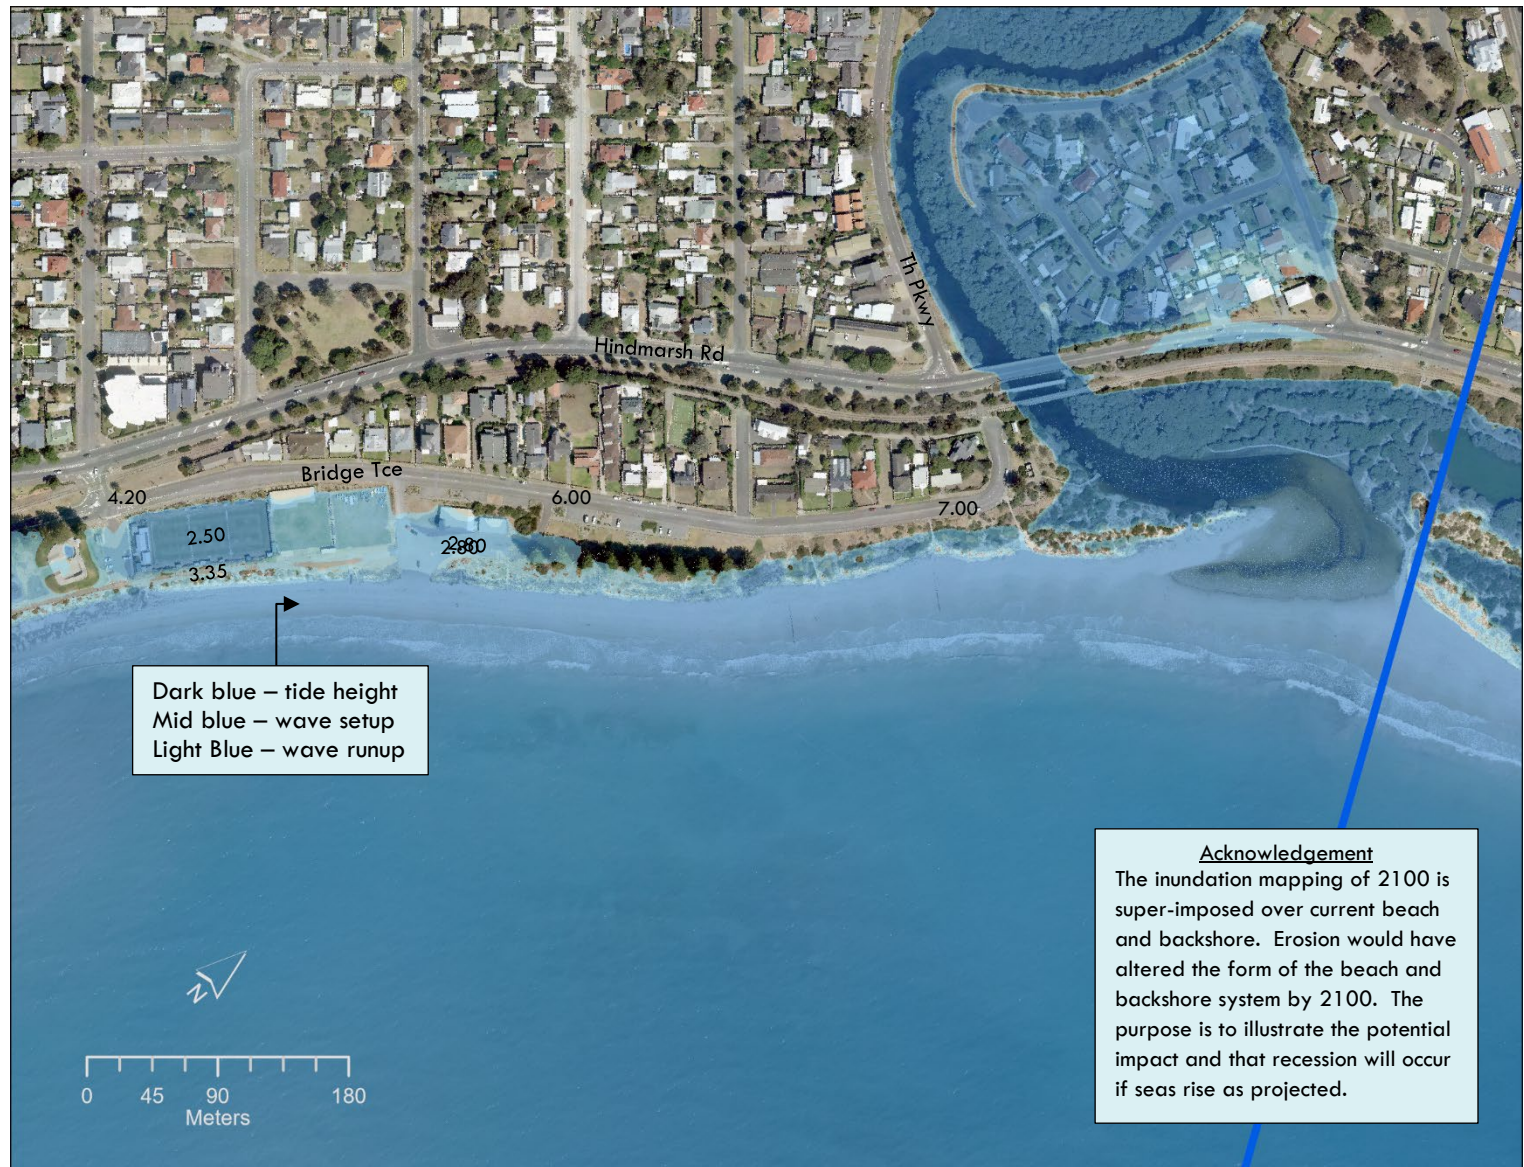 Th Pkwy
Hindmarsh Rd
Bridge Tce
4.20
6.00
7.00
2.50
2.80
2.80
3.35
Dark blue – tide height
Mid blue – wave setup
Light Blue – wave runup
Acknowledgement
The inundation mapping of 2100 is
super-imposed over current beach
and backshore.  Erosion would have
altered the form of the beach and
backshore system by 2100.  The
purpose is to illustrate the potential
impact and that recession will occur
if seas rise as projected.
N
0 45 90 180
Meters